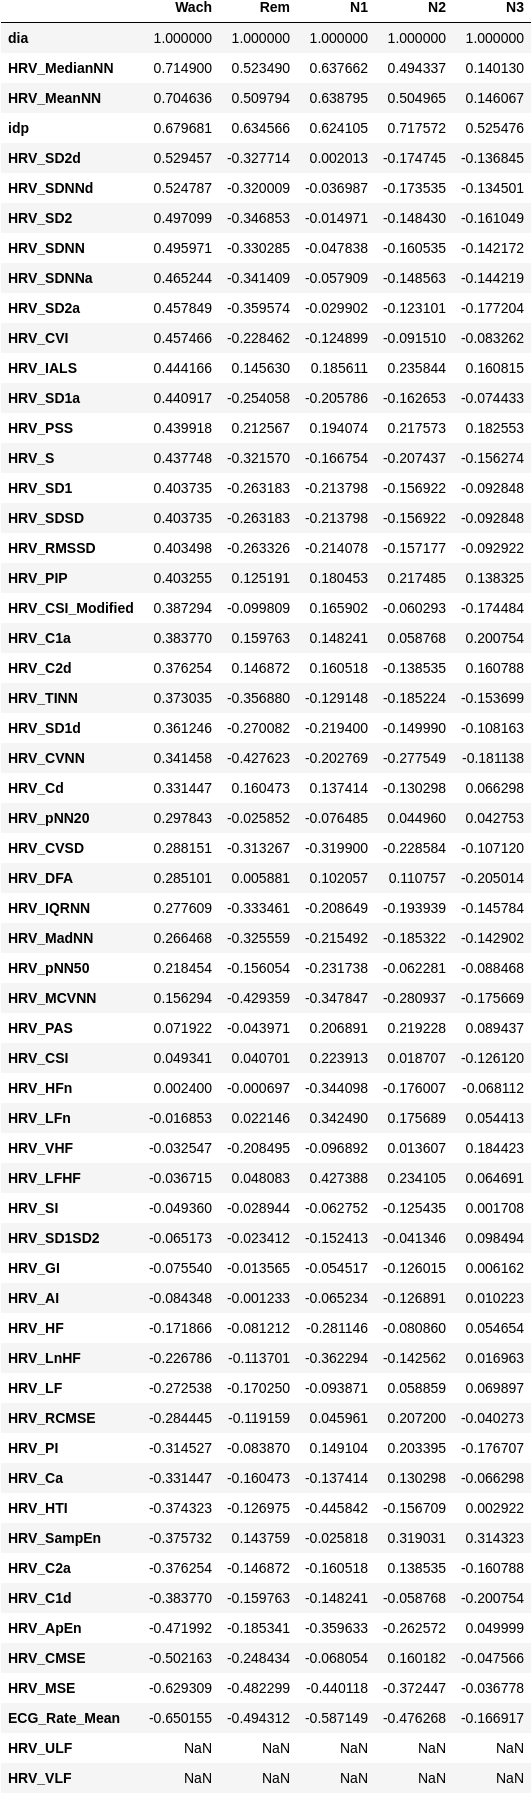 Wach Rem N1 N2 N3
dia 1.000000 1.000000 1.000000 1.000000 1.000000
HRV_MedianNN 0.714900 0.523490 0.637662 0.494337 0.140130
HRV_MeanNN 0.704636 0.509794 0.638795 0.504965 0.146067
idp 0.679681 0.634566 0.624105 0.717572 0.525476
HRV_SD2d 0.529457 -0.327714 0.002013 -0.174745 -0.136845
HRV_SDNNd 0.524787 -0.320009 -0.036987 -0.173535 -0.134501
HRV_SD2 0.497099 -0.346853 -0.014971 -0.148430 -0.161049
HRV_SDNN 0.495971 -0.330285 -0.047838 -0.160535 -0.142172
HRV_SDNNa 0.465244 -0.341409 -0.057909 -0.148563 -0.144219
HRV_SD2a 0.457849 -0.359574 -0.029902 -0.123101 -0.177204
HRV_CVI 0.457466 -0.228462 -0.124899 -0.091510 -0.083262
HRV_IALS 0.444166 0.145630 0.185611 0.235844 0.160815
HRV_SD1a 0.440917 -0.254058 -0.205786 -0.162653 -0.074433
HRV_PSS 0.439918 0.212567 0.194074 0.217573 0.182553
HRV_S 0.437748 -0.321570 -0.166754 -0.207437 -0.156274
HRV_SD1 0.403735 -0.263183 -0.213798 -0.156922 -0.092848
HRV_SDSD 0.403735 -0.263183 -0.213798 -0.156922 -0.092848
HRV_RMSSD 0.403498 -0.263326 -0.214078 -0.157177 -0.092922
HRV_PIP 0.403255 0.125191 0.180453 0.217485 0.138325
HRV_CSI_Modified 0.387294 -0.099809 0.165902 -0.060293 -0.174484
HRV_C1a 0.383770 0.159763 0.148241 0.058768 0.200754
HRV_C2d 0.376254 0.146872 0.160518 -0.138535 0.160788
HRV_TINN 0.373035 -0.356880 -0.129148 -0.185224 -0.153699
HRV_SD1d 0.361246 -0.270082 -0.219400 -0.149990 -0.108163
HRV_CVNN 0.341458 -0.427623 -0.202769 -0.277549 -0.181138
HRV_Cd 0.331447 0.160473 0.137414 -0.130298 0.066298
HRV_pNN20 0.297843 -0.025852 -0.076485 0.044960 0.042753
HRV_CVSD 0.288151 -0.313267 -0.319900 -0.228584 -0.107120
HRV_DFA 0.285101 0.005881 0.102057 0.110757 -0.205014
HRV_IQRNN 0.277609 -0.333461 -0.208649 -0.193939 -0.145784
HRV_MadNN 0.266468 -0.325559 -0.215492 -0.185322 -0.142902
HRV_pNN50 0.218454 -0.156054 -0.231738 -0.062281 -0.088468
HRV_MCVNN 0.156294 -0.429359 -0.347847 -0.280937 -0.175669
HRV_PAS 0.071922 -0.043971 0.206891 0.219228 0.089437
HRV_CSI 0.049341 0.040701 0.223913 0.018707 -0.126120
HRV_HFn 0.002400 -0.000697 -0.344098 -0.176007 -0.068112
HRV_LFn -0.016853 0.022146 0.342490 0.175689 0.054413
HRV_VHF -0.032547 -0.208495 -0.096892 0.013607 0.184423
HRV_LFHF -0.036715 0.048083 0.427388 0.234105 0.064691
HRV_SI -0.049360 -0.028944 -0.062752 -0.125435 0.001708
HRV_SD1SD2 -0.065173 -0.023412 -0.152413 -0.041346 0.098494
HRV_GI -0.075540 -0.013565 -0.054517 -0.126015 0.006162
HRV_AI -0.084348 -0.001233 -0.065234 -0.126891 0.010223
HRV_HF -0.171866 -0.081212 -0.281146 -0.080860 0.054654
HRV_LnHF -0.226786 -0.113701 -0.362294 -0.142562 0.016963
HRV_LF -0.272538 -0.170250 -0.093871 0.058859 0.069897
HRV_RCMSE -0.284445 -0.119159 0.045961 0.207200 -0.040273
HRV_PI -0.314527 -0.083870 0.149104 0.203395 -0.176707
HRV_Ca -0.331447 -0.160473 -0.137414 0.130298 -0.066298
HRV_HTI -0.374323 -0.126975 -0.445842 -0.156709 0.002922
HRV_SampEn -0.375732 0.143759 -0.025818 0.319031 0.314323
HRV_C2a -0.376254 -0.146872 -0.160518 0.138535 -0.160788
HRV_C1d -0.383770 -0.159763 -0.148241 -0.058768 -0.200754
HRV_ApEn -0.471992 -0.185341 -0.359633 -0.262572 0.049999
HRV_CMSE -0.502163 -0.248434 -0.068054 0.160182 -0.047566
HRV_MSE -0.629309 -0.482299 -0.440118 -0.372447 -0.036778
ECG_Rate_Mean -0.650155 -0.494312 -0.587149 -0.476268 -0.166917
HRV_ULF NaN NaN NaN NaN NaN
HRV_VLF NaN NaN NaN NaN NaN